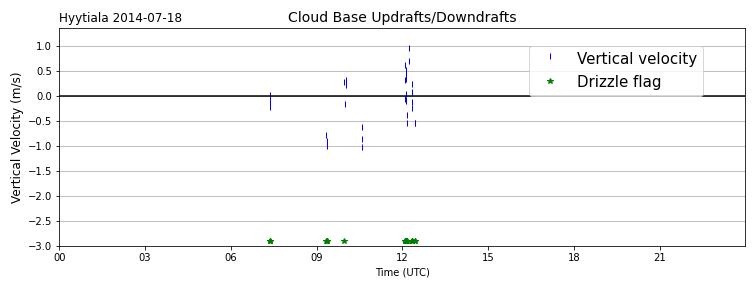 Hyytiala 2014-07-18
Cloud Base Updrafts/Downdrafts
Vertical Velocity (m/s)
1.0
0.5
0.0
−0.5
−1.0
−1.5
−2.0
−2.5
−3.0
Vertical velocity
Drizzle flag
00 03 06 09 12 15 18 21
Time (UTC)